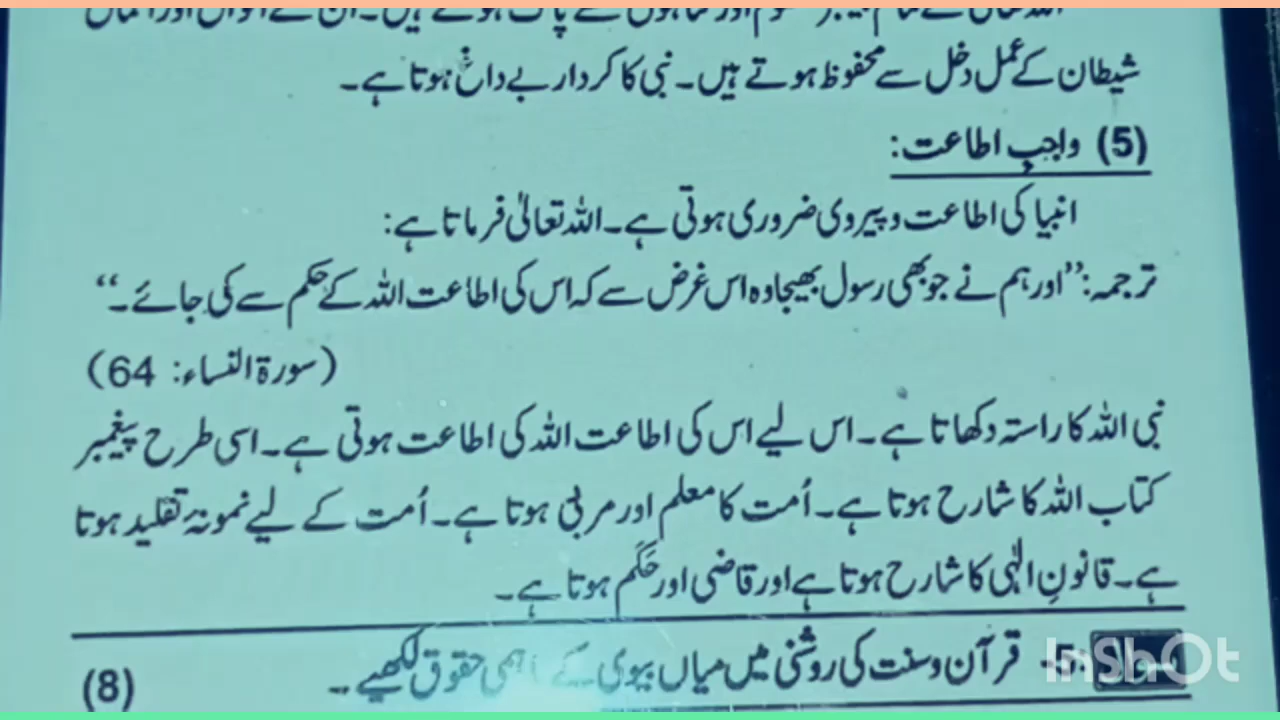 شیطان کے عمل دخل سے محفوظ ہوتے ہیں۔ نبی کا کردار بے داغ ہوتا ہے۔
(5) واجب اطاعت:
انبیا کی اطاعت و پیروی ضروری ہوتی ہے۔ اللہ تعالیٰ فرماتا ہے:
ترجمہ: ”اور ہم نے جو بھی رسول بھیجا وہ اس غرض سے کہ اس کی اطاعت اللہ کے حکم سے کی جائے۔“
(سورۃ النساء: 64)
نبی اللہ کا راستہ دکھاتا ہے۔ اس لیے اس کی اطاعت اللہ کی اطاعت ہوتی ہے۔ اسی طرح پیغمبر
کتاب اللہ کا شارح ہوتا ہے۔ اُمت کا معلم اور مربی ہوتا ہے۔ اُمت کے لیے نمونۂ تقلید ہوتا
ہے۔ قانونِ الٰہی کا شارح ہوتا ہے اور قاضی اور حَکَم ہوتا ہے۔
سوال قرآن و سنت کی روشنی میں میاں بیوی کے باہمی حقوق لکھیے۔ (8)
InShOt